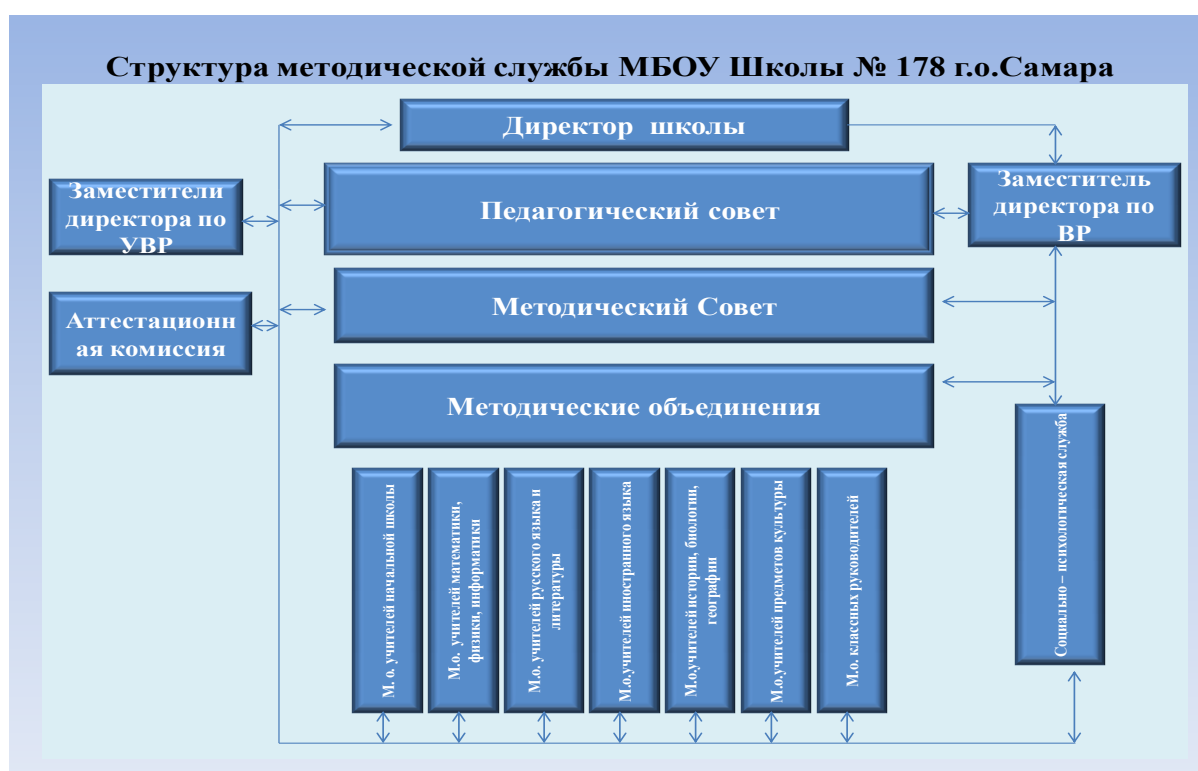 Структура методической службы МБОУ Школы № 178 г.о.Самара
Директор школы
Заместители
директора по
УВР
Педагогический совет
Заместитель
директора по
ВР
Аттестационн
ая комиссия
Методический Совет
Методические объединения
М. о. учителей начальной школы
М.о. учителей математики,
физики, информатики
М.о. учителей русского языка и
литературы
М.о.учителей иностранного языка
М.о.учителей истории, биологии,
географии
М.о.учителей предметов культуры
М.о. классных руководителей
Социально – психологическая служба